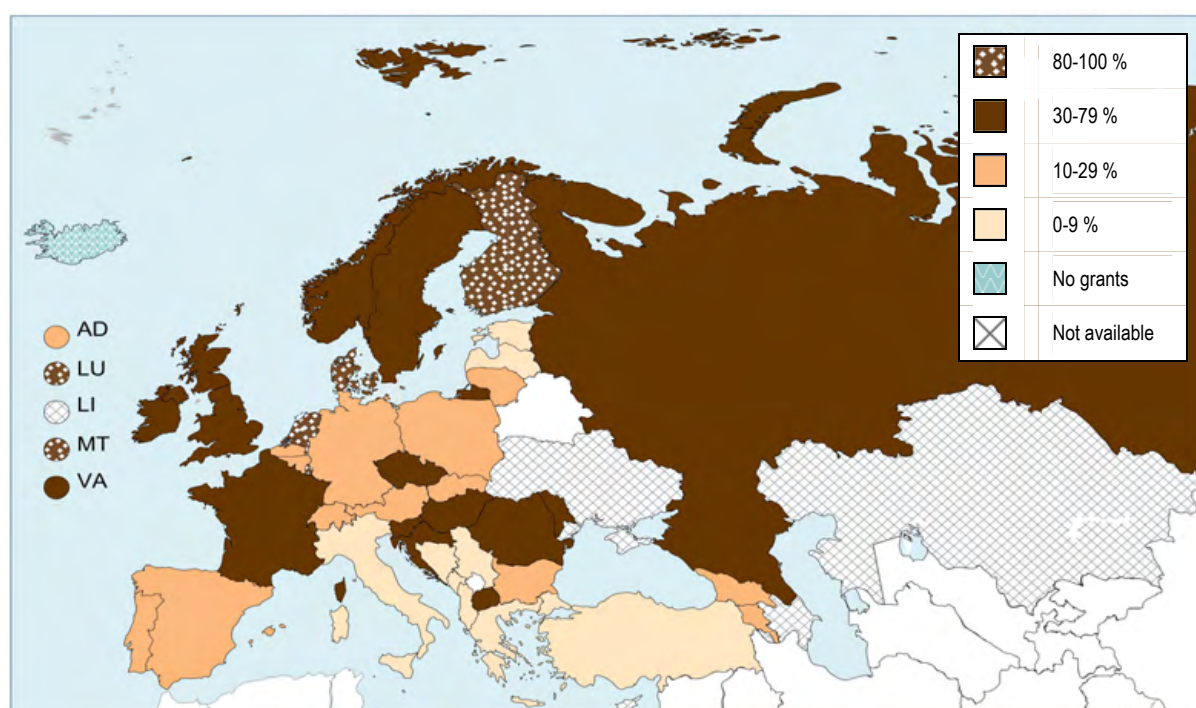 80-100 %
30-79 %
10-29 %
0-9 %
No grants
Not available
AD
LU
LI
MT
VA